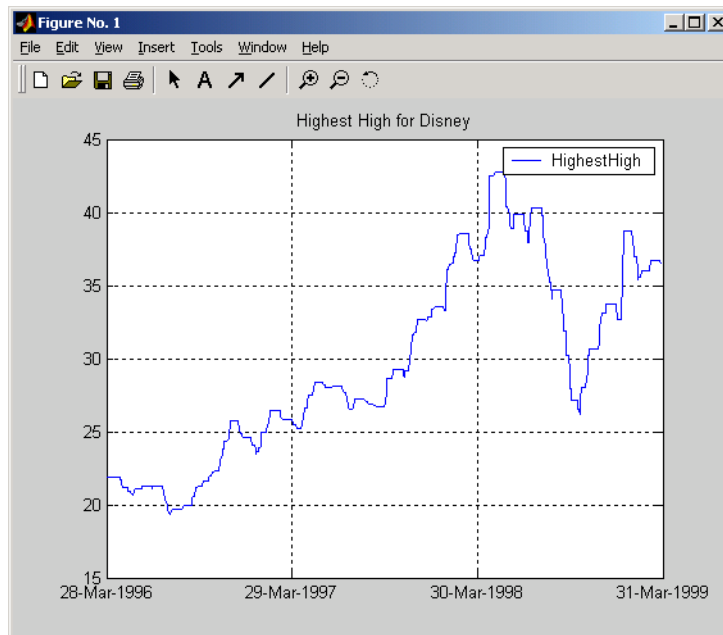 Figure No. 1
File Edit View Insert Tools Window Help
A
Highest High for Disney
HighestHigh
45
40
35
30
25
20
15
28-Mar-1996 29-Mar-1997 30-Mar-1998 31-Mar-1999